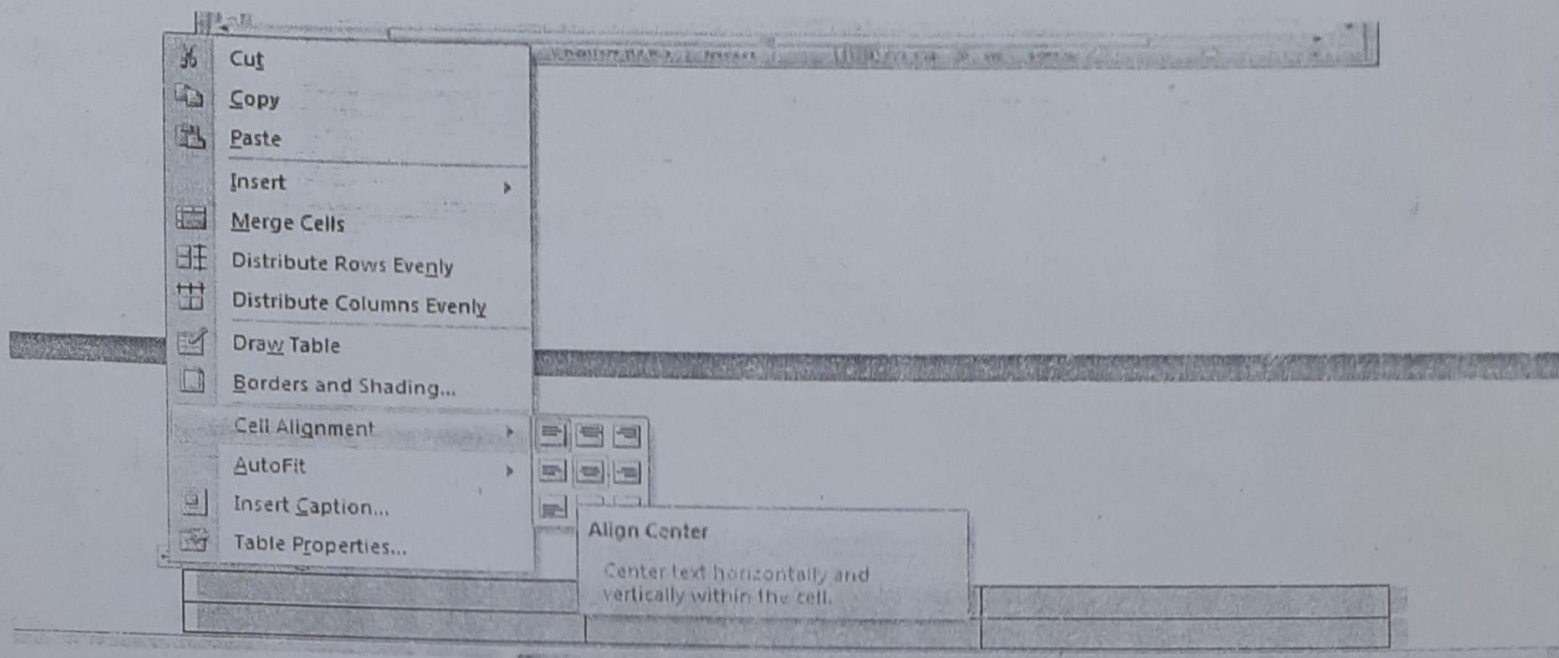 Cut
Copy
Paste
Insert
Merge Cells
Distribute Rows Evenly
Distribute Columns Evenly
Draw Table
Borders and Shading...
Cell Alignment
AutoFit
Insert Caption...
Table Properties...
Align Center
Center text horizontally and
vertically within the cell.